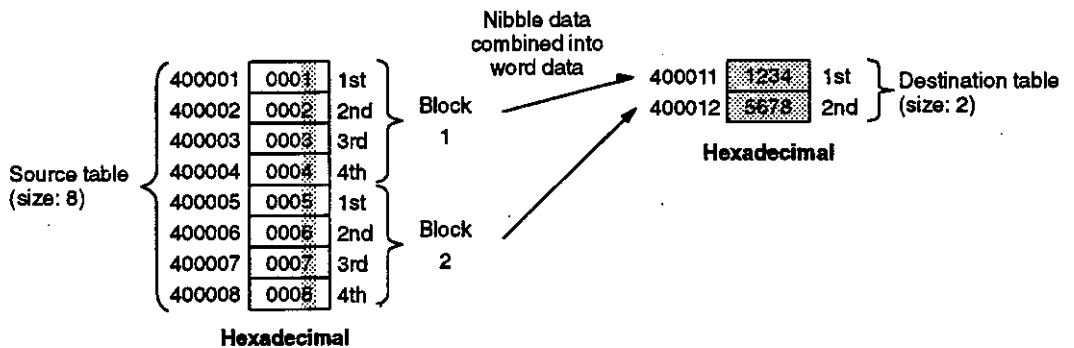 Nibble data
combined into
word data
400001 0001 1st
400002 0002 2nd
400003 0003 3rd
400004 0004 4th
400005 0005 1st
400006 0006 2nd
400007 0007 3rd
400008 0008 4th
Source table
(size: 8)
Hexadecimal
Block
1
Block
2
400011 1234 1st
400012 5678 2nd
Hexadecimal
Destination table
(size: 2)